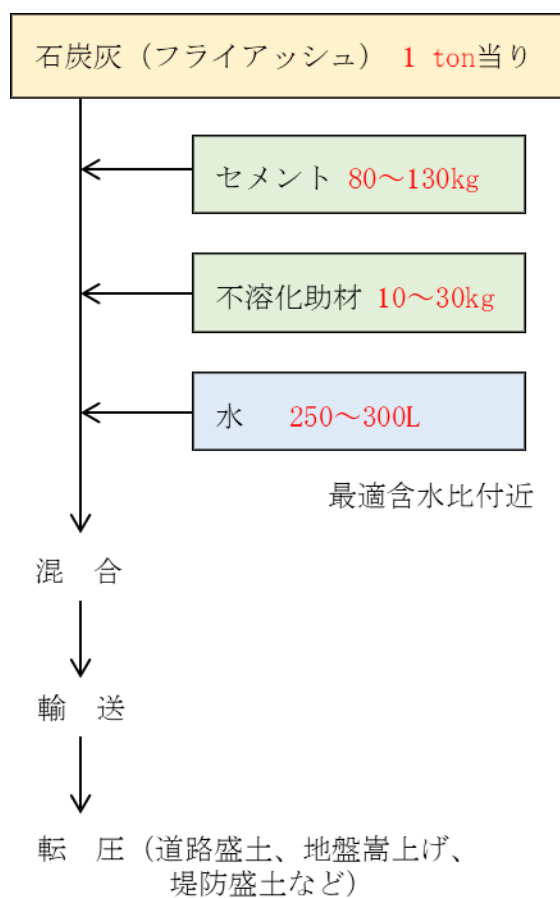 石炭灰（フライアッシュ） 1 ton当り
セメント 80～130kg
不溶化助材 10～30kg
水 250～300L
最適含水比付近
混 合
輸 送
転 圧（道路盛土、地盤嵩上げ、
堤防盛土など）